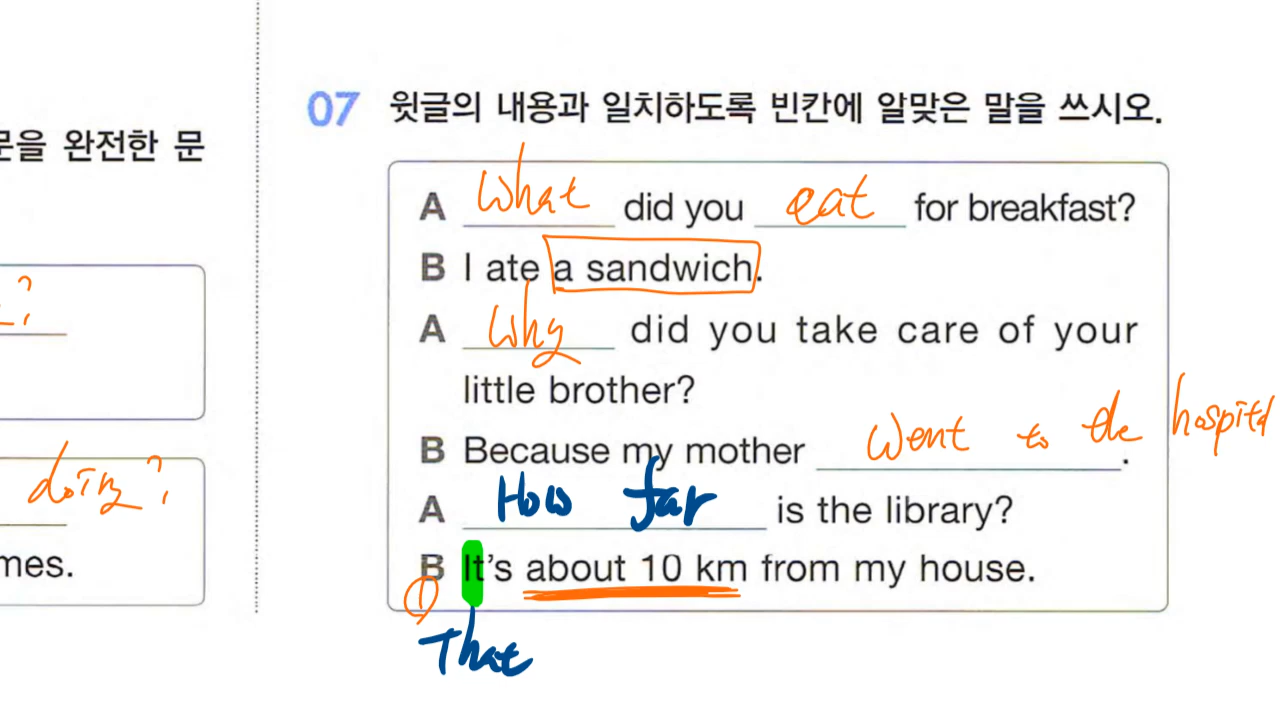 문을 완전한 문
?
doing?
mes.
07 윗글의 내용과 일치하도록 빈칸에 알맞은 말을 쓰시오.
A What did you eat for breakfast?
B I ate a sandwich.
A Why did you take care of your
little brother?
B Because my mother went to the hospital.
A How far is the library?
B It's about 10 km from my house.
①
That